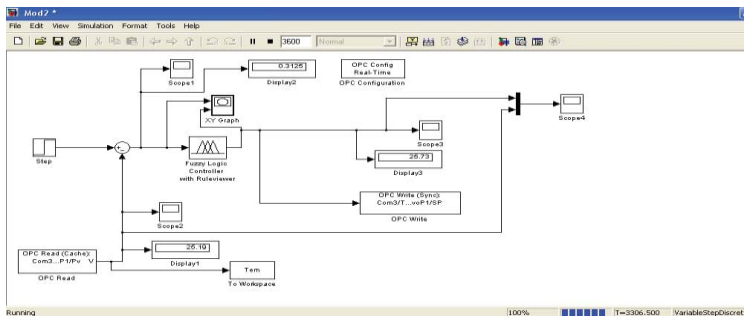 Mod7 *
File Edit View Simulation Format Tools Help
3600
Normal
Scope1
0.3125
Display2
OPC Config
Real-Time
OPC Configuration
XY Graph
Scope4
Step
Fuzzy Logic
Controller
with Ruleviewer
Scope3
25.73
Display3
OPC Write (Sync):
Com3/T...voP1/SP
OPC Write
Scope2
25.19
Display1
OPC Read (Cache):
Com3...P1/Pv V
OPC Read
Tem
To Workspace
Running
100%
T=3306.500
VariableStepDiscret